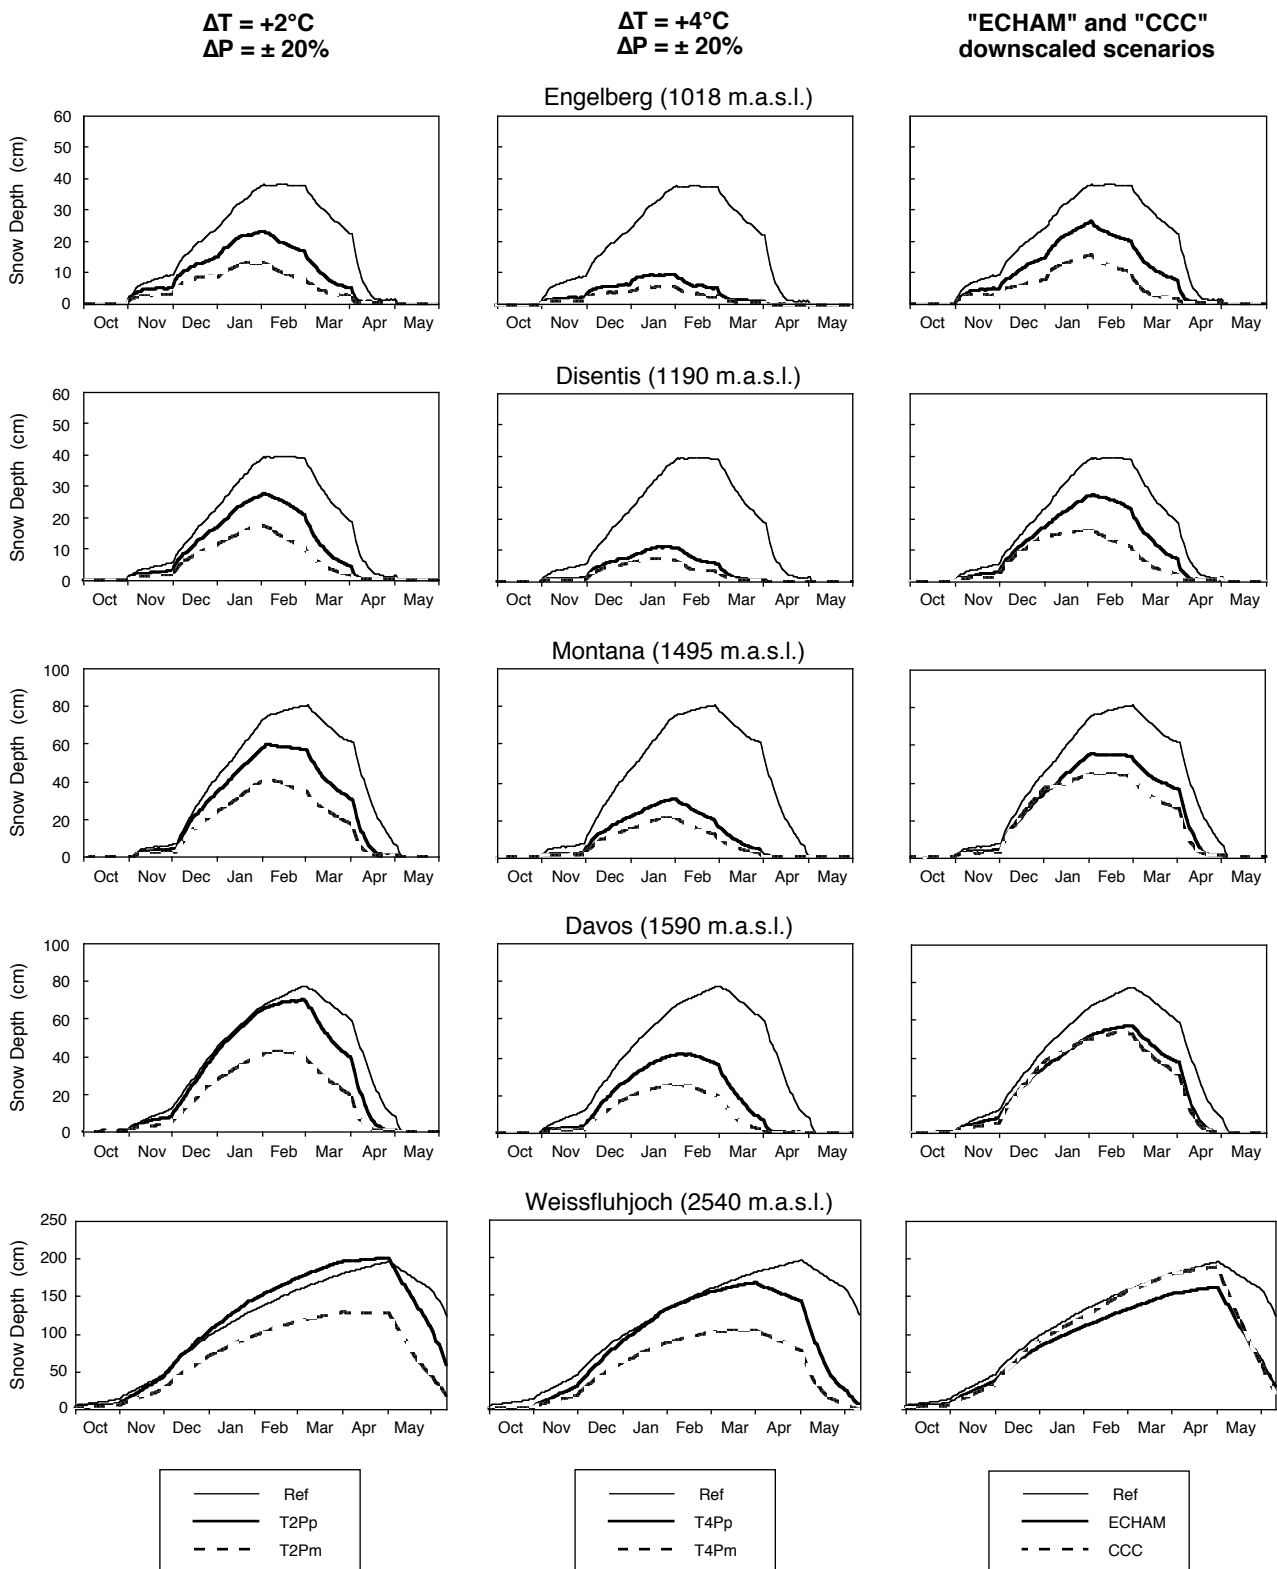 ΔT = +2°C
ΔP = ± 20%
ΔT = +4°C
ΔP = ± 20%
"ECHAM" and "CCC"
downscaled scenarios
Engelberg (1018 m.a.s.l.)
Snow Depth (cm)
60
50
40
30
20
10
0
Oct Nov Dec Jan Feb Mar Apr May
Oct Nov Dec Jan Feb Mar Apr May
Oct Nov Dec Jan Feb Mar Apr May
Disentis (1190 m.a.s.l.)
Snow Depth (cm)
60
50
40
30
20
10
0
Oct Nov Dec Jan Feb Mar Apr May
Oct Nov Dec Jan Feb Mar Apr May
Oct Nov Dec Jan Feb Mar Apr May
Montana (1495 m.a.s.l.)
Snow Depth (cm)
100
80
60
40
20
0
Oct Nov Dec Jan Feb Mar Apr May
Oct Nov Dec Jan Feb Mar Apr May
Oct Nov Dec Jan Feb Mar Apr May
Davos (1590 m.a.s.l.)
Snow Depth (cm)
100
80
60
40
20
0
Oct Nov Dec Jan Feb Mar Apr May
Oct Nov Dec Jan Feb Mar Apr May
Oct Nov Dec Jan Feb Mar Apr May
Weissfluhjoch (2540 m.a.s.l.)
Snow Depth (cm)
250
200
150
100
50
0
Oct Nov Dec Jan Feb Mar Apr May
Oct Nov Dec Jan Feb Mar Apr May
Oct Nov Dec Jan Feb Mar Apr May
Ref
T2Pp
T2Pm
Ref
T4Pp
T4Pm
Ref
ECHAM
CCC